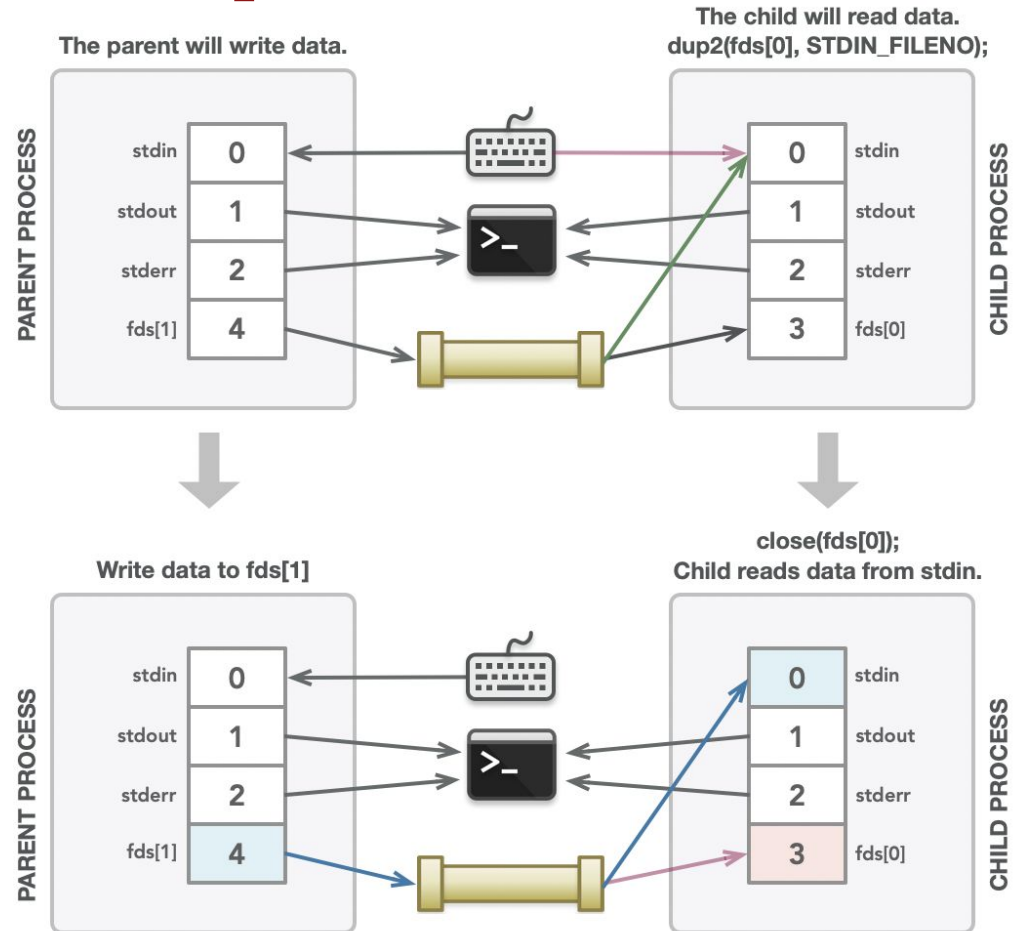 The parent will write data.
The child will read data.
dup2(fds[0], STDIN_FILENO);
PARENT PROCESS
stdin 0
stdout 1
stderr 2
fds[1] 4
>_
0 stdin
1 stdout
2 stderr
3 fds[0]
CHILD PROCESS
Write data to fds[1]
close(fds[0]);
Child reads data from stdin.
PARENT PROCESS
stdin 0
stdout 1
stderr 2
fds[1] 4
>_
0 stdin
1 stdout
2 stderr
3 fds[0]
CHILD PROCESS